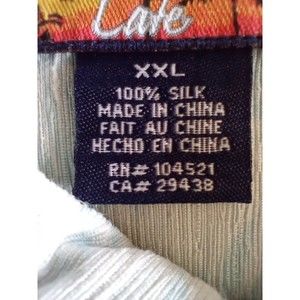 Cafe
XXL
100% SILK
MADE IN CHINA
FAIT AU CHINE
HECHO EN CHINA
RN# 104521
CA# 29438